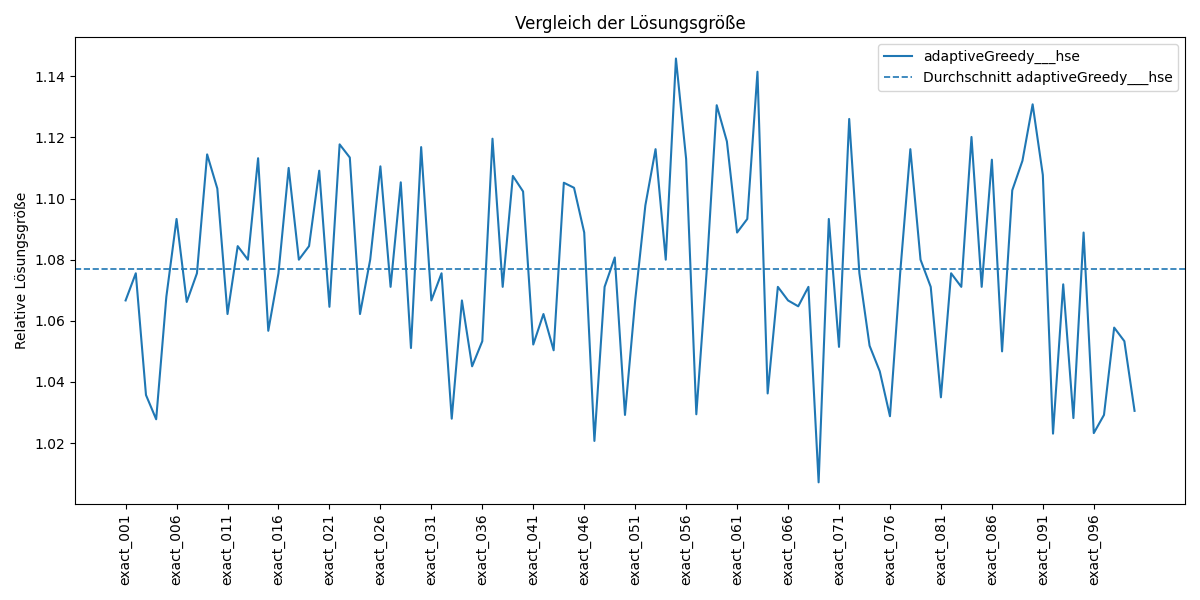 Vergleich der Lösungsgröße
adaptiveGreedy___hse
Durchschnitt adaptiveGreedy___hse
Relative Lösungsgröße
1.14
1.12
1.10
1.08
1.06
1.04
1.02
exact_001
exact_006
exact_011
exact_016
exact_021
exact_026
exact_031
exact_036
exact_041
exact_046
exact_051
exact_056
exact_061
exact_066
exact_071
exact_076
exact_081
exact_086
exact_091
exact_096